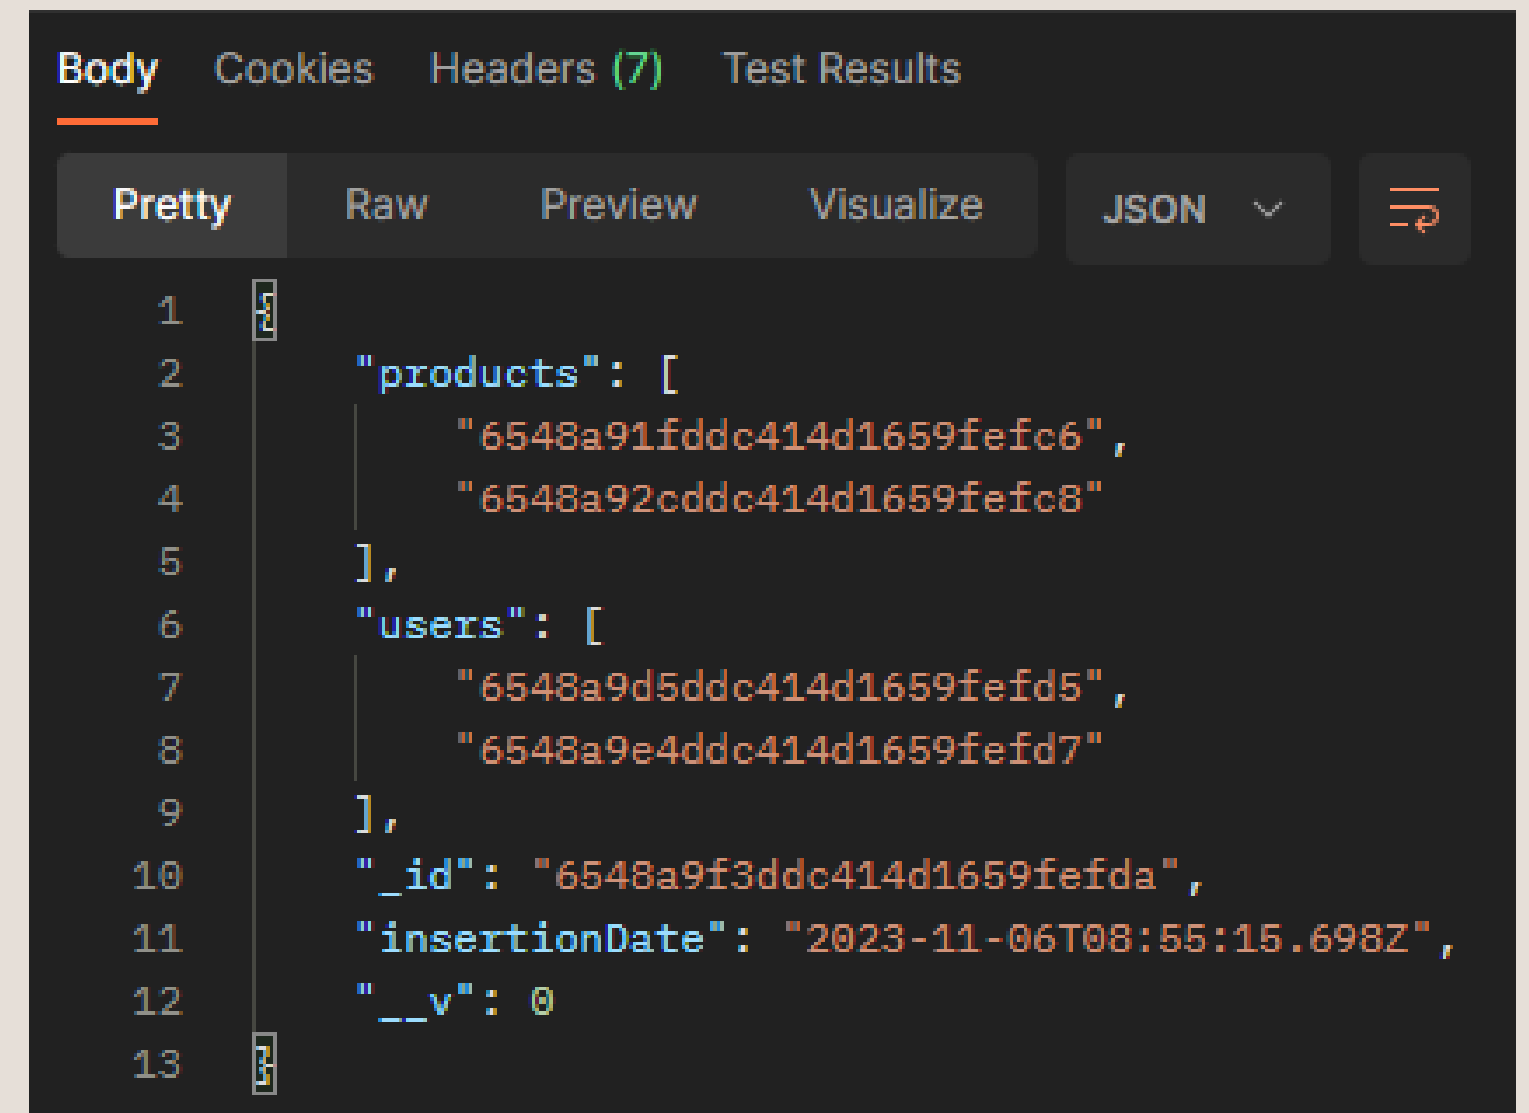 Body Cookies Headers (7) Test Results
Pretty Raw Preview Visualize JSON
1 {
2 "products": [
3 "6548a91fddc414d1659fefc6",
4 "6548a92cddc414d1659fefc8"
5 ],
6 "users": [
7 "6548a9d5ddc414d1659fefd5",
8 "6548a9e4ddc414d1659fefd7"
9 ],
10 "_id": "6548a9f3ddc414d1659fefda",
11 "insertionDate": "2023-11-06T08:55:15.698Z",
12 "__v": 0
13 }